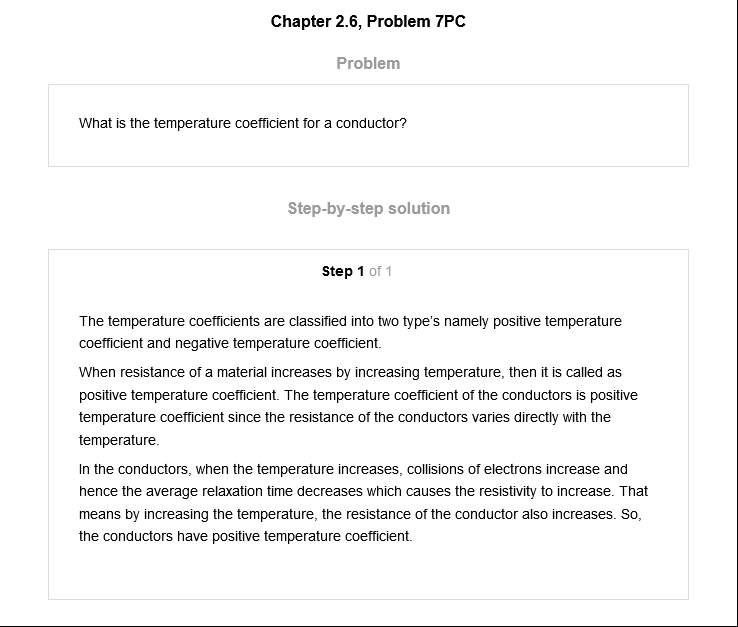 Chapter 2.6, Problem 7PC
Problem
What is the temperature coefficient for a conductor?
Step-by-step solution
Step 1 of 1
The temperature coefficients are classified into two type's namely positive temperature
coefficient and negative temperature coefficient.
When resistance of a material increases by increasing temperature, then it is called as
positive temperature coefficient. The temperature coefficient of the conductors is positive
temperature coefficient since the resistance of the conductors varies directly with the
temperature.
In the conductors, when the temperature increases, collisions of electrons increase and
hence the average relaxation time decreases which causes the resistivity to increase. That
means by increasing the temperature, the resistance of the conductor also increases. So,
the conductors have positive temperature coefficient.